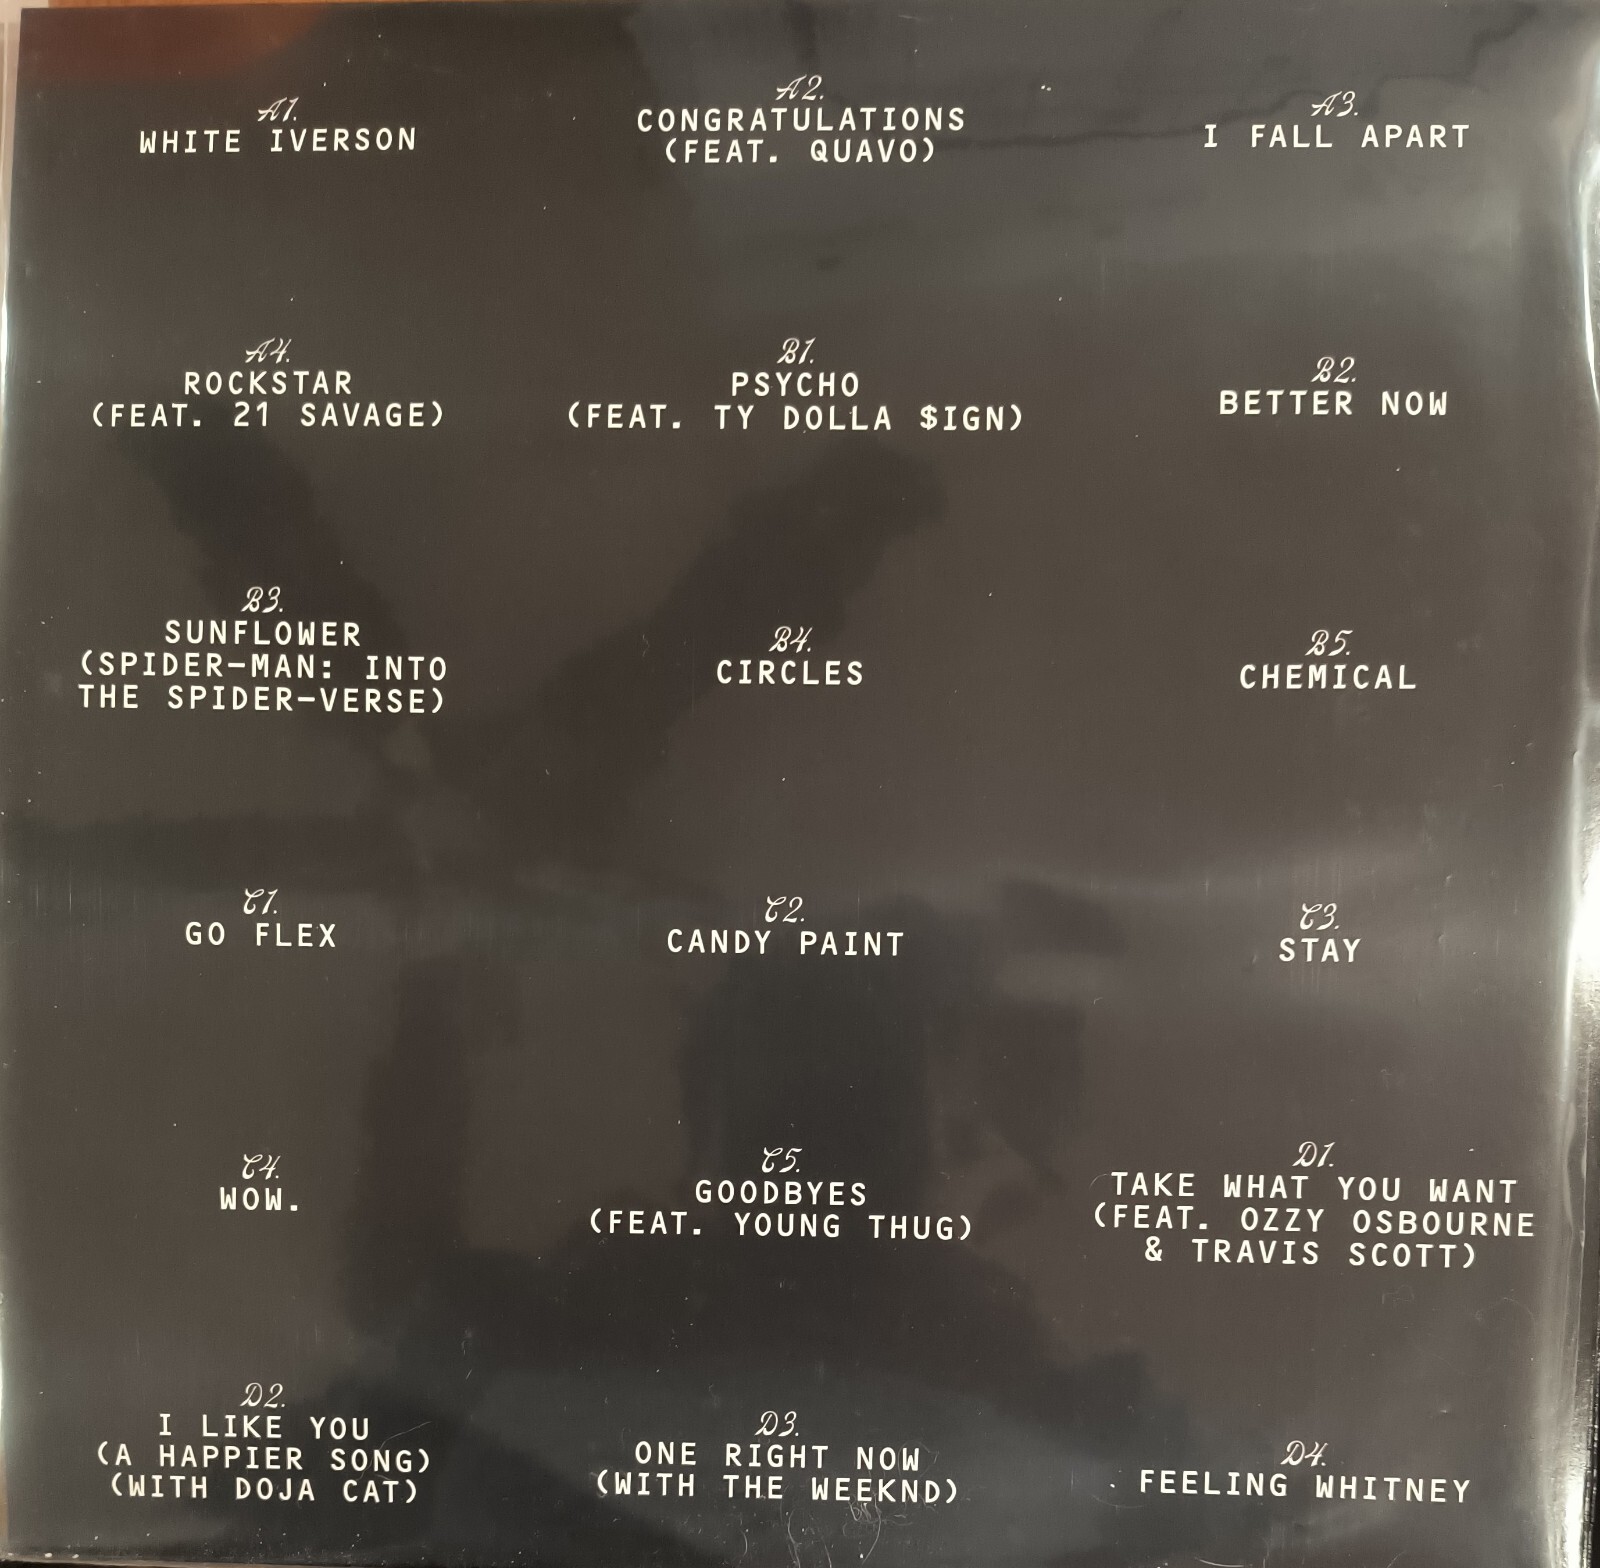 A1.
WHITE IVERSON
A2.
CONGRATULATIONS
(FEAT. QUAVO)
A3.
I FALL APART
A4.
ROCKSTAR
(FEAT. 21 SAVAGE)
B1.
PSYCHO
(FEAT. TY DOLLA $IGN)
B2.
BETTER NOW
B3.
SUNFLOWER
(SPIDER-MAN: INTO
THE SPIDER-VERSE)
B4.
CIRCLES
B5.
CHEMICAL
C1.
GO FLEX
C2.
CANDY PAINT
C3.
STAY
C4.
WOW.
C5.
GOODBYES
(FEAT. YOUNG THUG)
D1.
TAKE WHAT YOU WANT
(FEAT. OZZY OSBOURNE
& TRAVIS SCOTT)
D2.
I LIKE YOU
(A HAPPIER SONG)
(WITH DOJA CAT)
D3.
ONE RIGHT NOW
(WITH THE WEEKND)
D4.
FEELING WHITNEY